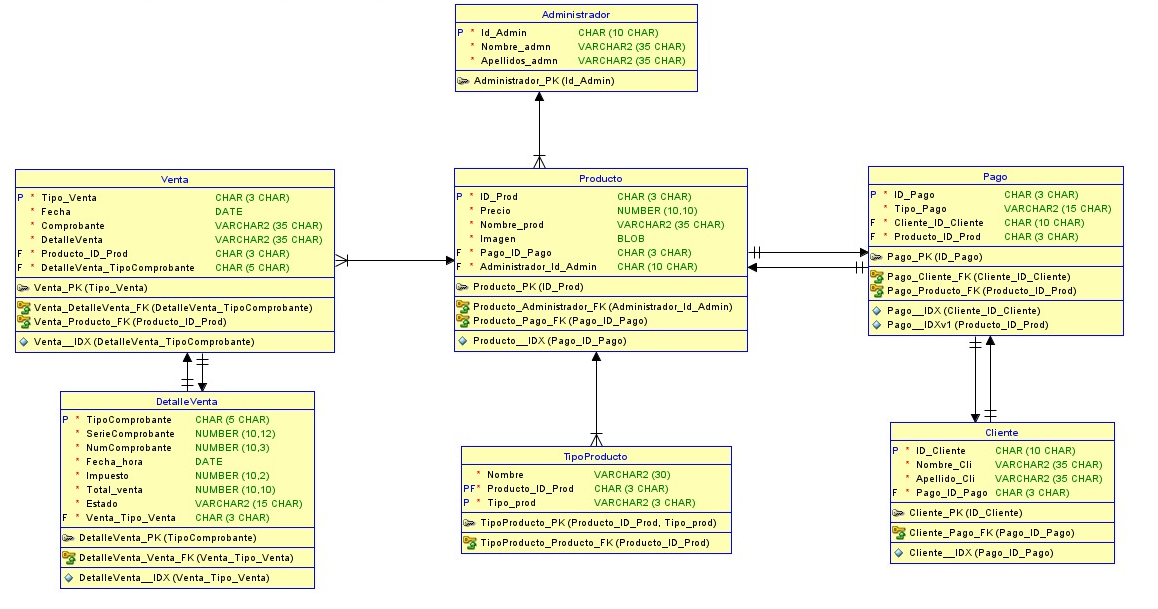 Administrador
P * Id_Admin CHAR (10 CHAR)
* Nombre_admn VARCHAR2 (35 CHAR)
* Apellidos_admn VARCHAR2 (35 CHAR)
Administrador_PK (Id_Admin)
Venta
P * Tipo_Venta CHAR (3 CHAR)
* Fecha DATE
* Comprobante VARCHAR2 (35 CHAR)
* DetalleVenta VARCHAR2 (35 CHAR)
F * Producto_ID_Prod CHAR (3 CHAR)
F * DetalleVenta_TipoComprobante CHAR (5 CHAR)
Venta_PK (Tipo_Venta)
Venta_DetalleVenta_FK (DetalleVenta_TipoComprobante)
Venta_Producto_FK (Producto_ID_Prod)
Venta__IDX (DetalleVenta_TipoComprobante)
Producto
P * ID_Prod CHAR (3 CHAR)
* Precio NUMBER (10,10)
* Nombre_prod VARCHAR2 (35 CHAR)
* Imagen BLOB
F * Pago_ID_Pago CHAR (3 CHAR)
F * Administrador_Id_Admin CHAR (10 CHAR)
Producto_PK (ID_Prod)
Producto_Administrador_FK (Administrador_Id_Admin)
Producto_Pago_FK (Pago_ID_Pago)
Producto__IDX (Pago_ID_Pago)
Pago
P * ID_Pago CHAR (3 CHAR)
* Tipo_Pago VARCHAR2 (15 CHAR)
F * Cliente_ID_Cliente CHAR (10 CHAR)
F * Producto_ID_Prod CHAR (3 CHAR)
Pago_PK (ID_Pago)
Pago_Cliente_FK (Cliente_ID_Cliente)
Pago_Producto_FK (Producto_ID_Prod)
Pago__IDX (Cliente_ID_Cliente)
Pago__IDXv1 (Producto_ID_Prod)
DetalleVenta
P * TipoComprobante CHAR (5 CHAR)
* SerieComprobante NUMBER (10,12)
* NumComprobante NUMBER (10,3)
* Fecha_hora DATE
* Impuesto NUMBER (10,2)
* Total_venta NUMBER (10,10)
* Estado VARCHAR2 (15 CHAR)
F * Venta_Tipo_Venta CHAR (3 CHAR)
DetalleVenta_PK (TipoComprobante)
DetalleVenta_Venta_FK (Venta_Tipo_Venta)
DetalleVenta__IDX (Venta_Tipo_Venta)
TipoProducto
* Nombre VARCHAR2 (30)
PF* Producto_ID_Prod CHAR (3 CHAR)
P * Tipo_prod VARCHAR2 (3 CHAR)
TipoProducto_PK (Producto_ID_Prod, Tipo_prod)
TipoProducto_Producto_FK (Producto_ID_Prod)
Cliente
P * ID_Cliente CHAR (10 CHAR)
* Nombre_Cli VARCHAR2 (35 CHAR)
* Apellido_Cli VARCHAR2 (35 CHAR)
F * Pago_ID_Pago CHAR (3 CHAR)
Cliente_PK (ID_Cliente)
Cliente_Pago_FK (Pago_ID_Pago)
Cliente__IDX (Pago_ID_Pago)